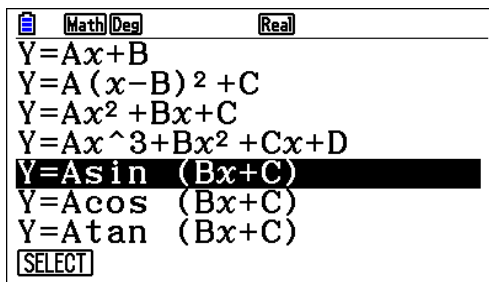 Math Deg Real
Y=Ax+B
Y=A(x−B)²+C
Y=Ax²+Bx+C
Y=Ax^3+Bx²+Cx+D
Y=Asin (Bx+C)
Y=Acos (Bx+C)
Y=Atan (Bx+C)
SELECT